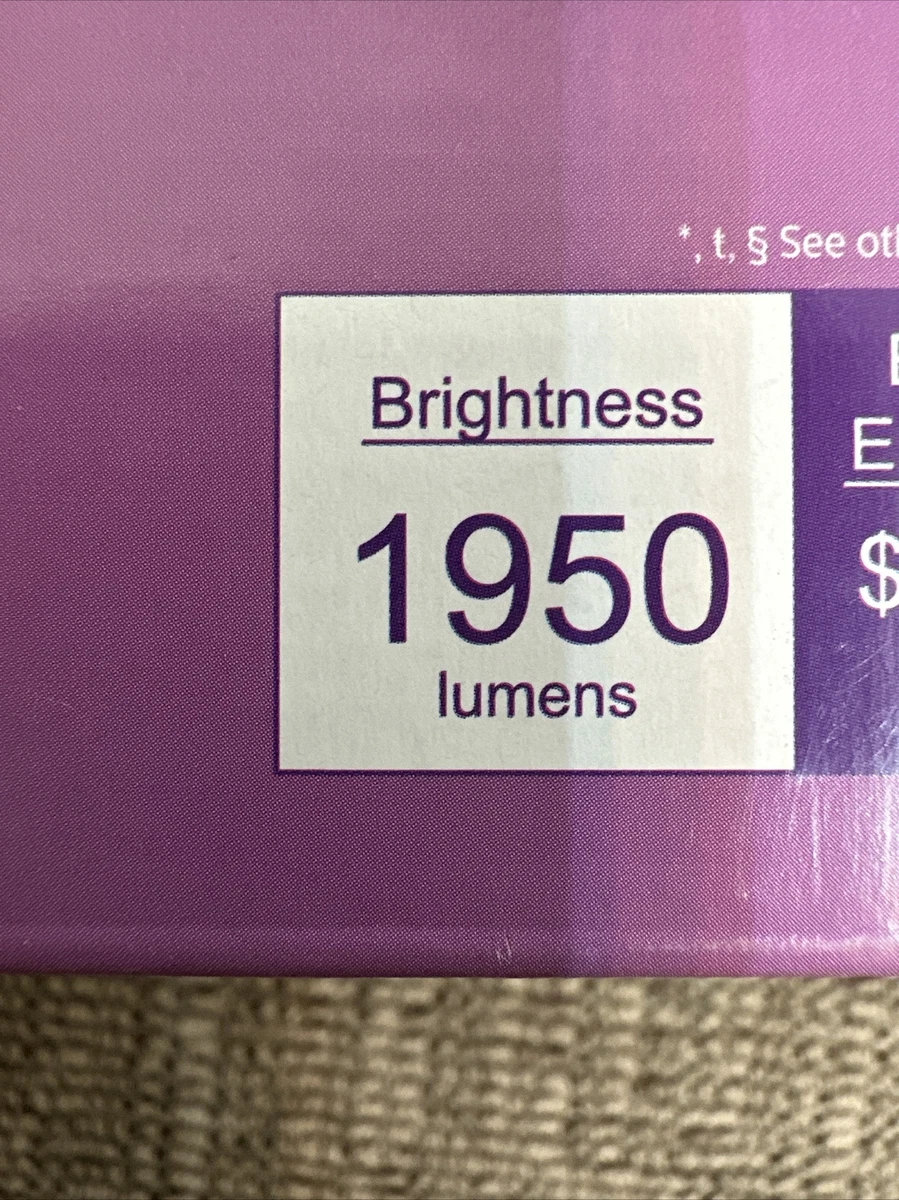 *, t, § See
Brightness
1950
lumens
$